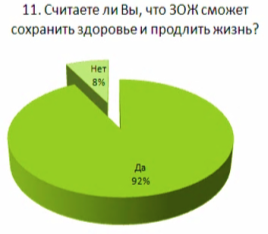 11. Считаете ли Вы, что ЗОЖ сможет
сохранить здоровье и продлить жизнь?
Нет
8%
Да
92%